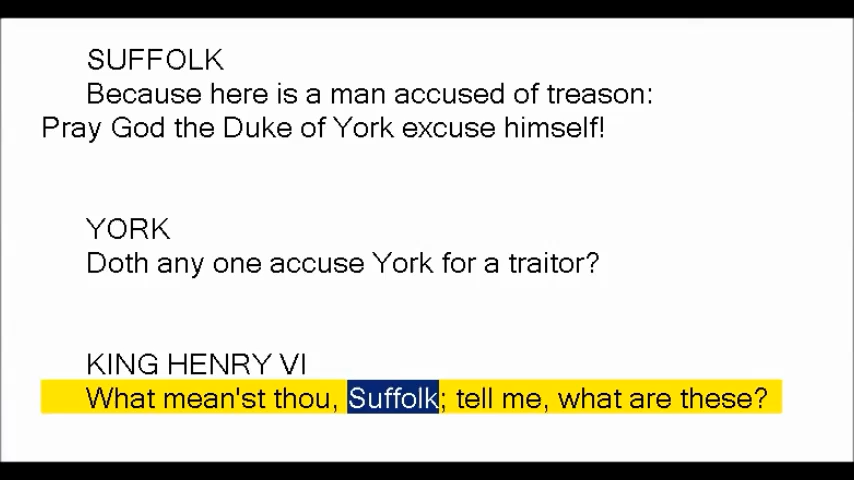 SUFFOLK
Because here is a man accused of treason:
Pray God the Duke of York excuse himself!
YORK
Doth any one accuse York for a traitor?
KING HENRY VI
What mean'st thou, Suffolk; tell me, what are these?